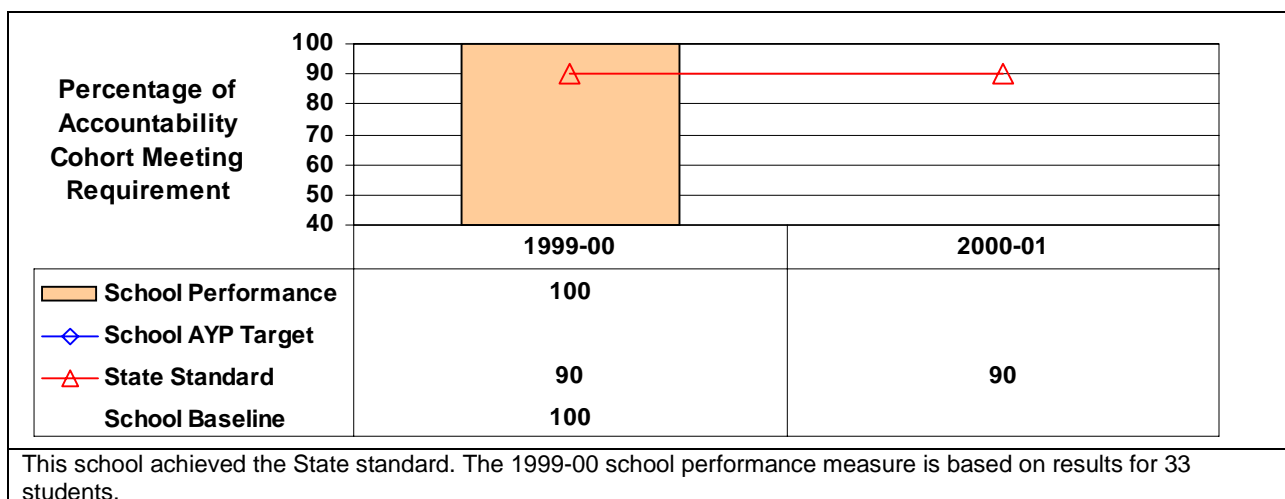 Percentage of
Accountability
Cohort Meeting
Requirement
100
90
80
70
60
50
40
1999-00 2000-01
School Performance 100
School AYP Target
State Standard 90 90
School Baseline 100
This school achieved the State standard. The 1999-00 school performance measure is based on results for 33
students.